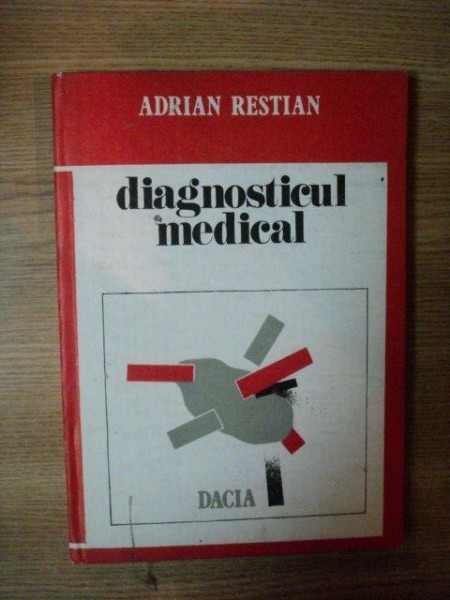 ADRIAN RESTIAN
diagnosticul
medical
DACIA